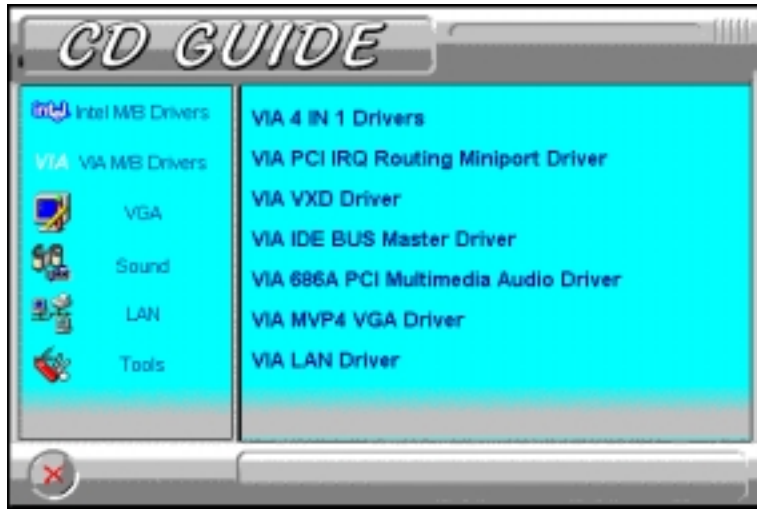 CD GUIDE
intel Intel M/B Drivers
VIA VIA M/B Drivers
VGA
Sound
LAN
Tools
VIA 4 IN 1 Drivers
VIA PCI IRQ Routing Miniport Driver
VIA VXD Driver
VIA IDE BUS Master Driver
VIA 686A PCI Multimedia Audio Driver
VIA MVP4 VGA Driver
VIA LAN Driver